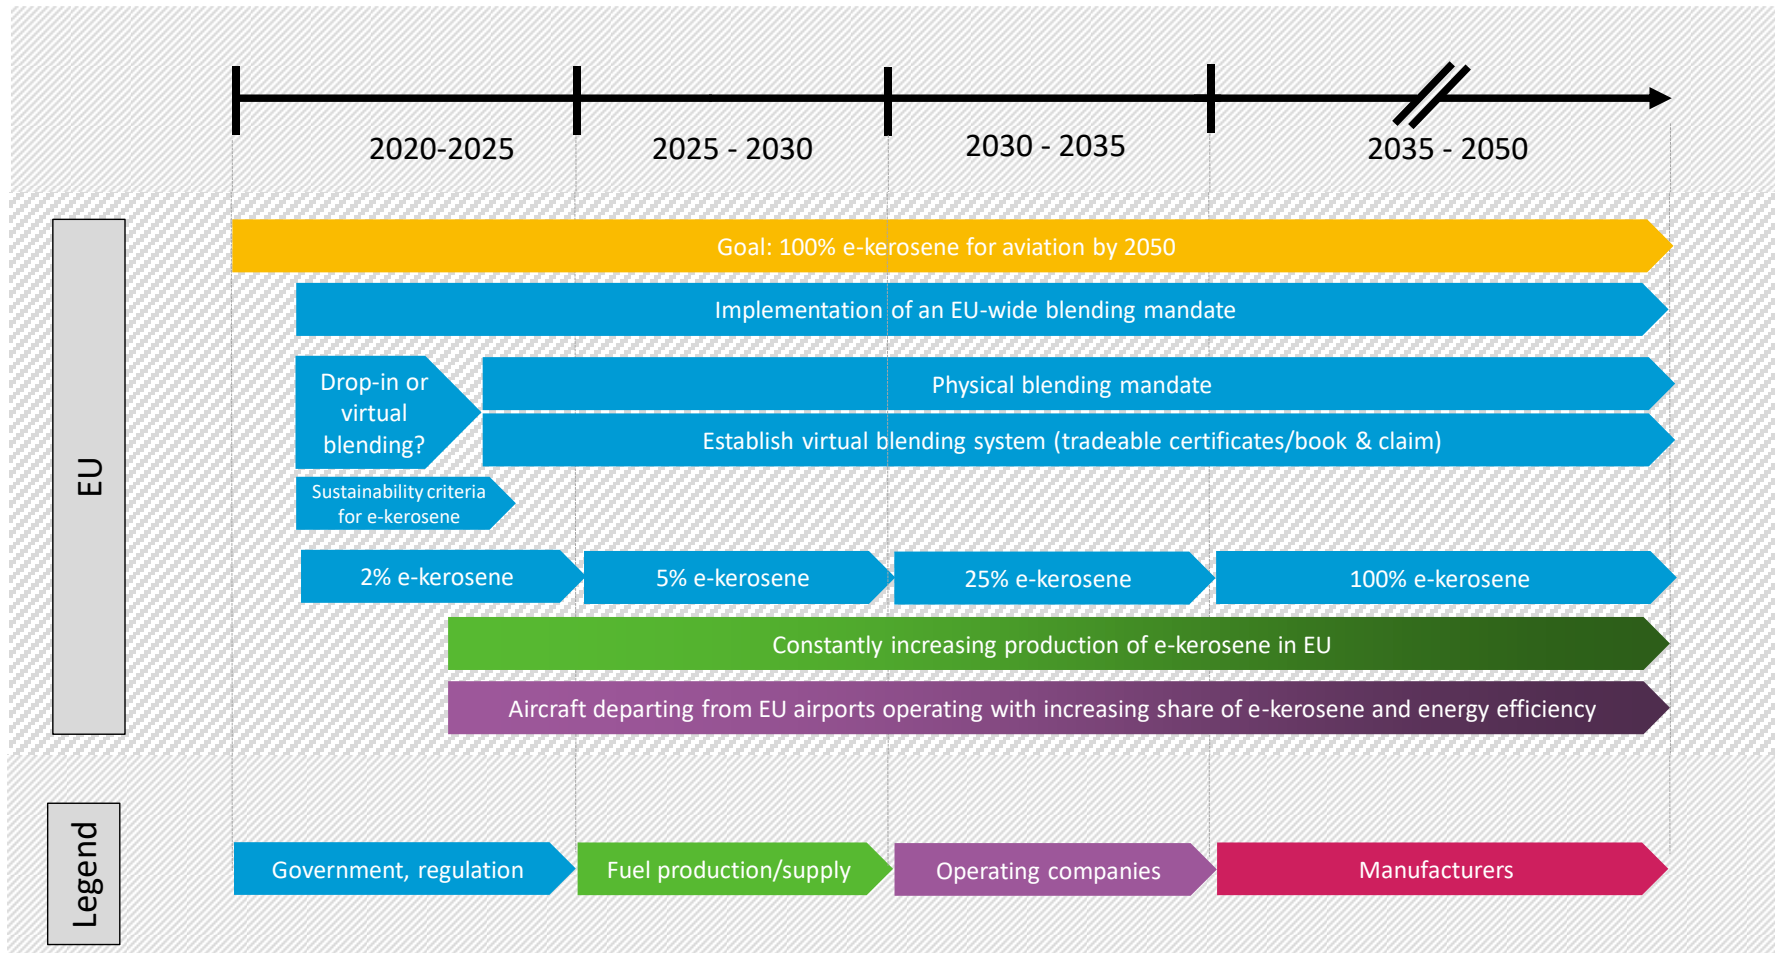 2020-2025
2025 - 2030
2030 - 2035
2035 - 2050
EU
Goal: 100% e-kerosene for aviation by 2050
Implementation of an EU-wide blending mandate
Drop-in or
virtual
blending?
Physical blending mandate
Establish virtual blending system (tradeable certificates/book & claim)
Sustainability criteria
for e-kerosene
2% e-kerosene
5% e-kerosene
25% e-kerosene
100% e-kerosene
Constantly increasing production of e-kerosene in EU
Aircraft departing from EU airports operating with increasing share of e-kerosene and energy efficiency
Legend
Government, regulation
Fuel production/supply
Operating companies
Manufacturers